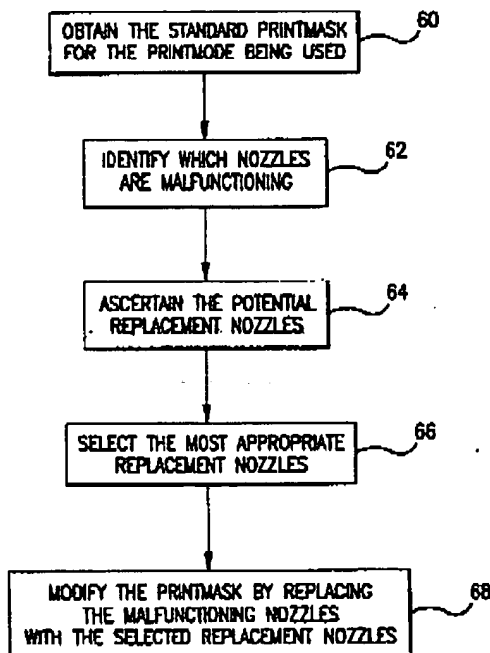 60
OBTAIN THE STANDARD PRINTMASK
FOR THE PRINTMODE BEING USED
62
IDENTIFY WHICH NOZZLES
ARE MALFUNCTIONING
64
ASCERTAIN THE POTENTIAL
REPLACEMENT NOZZLES
66
SELECT THE MOST APPROPRIATE
REPLACEMENT NOZZLES
68
MODIFY THE PRINTMASK BY REPLACING
THE MALFUNCTIONING NOZZLES
WITH THE SELECTED REPLACEMENT NOZZLES